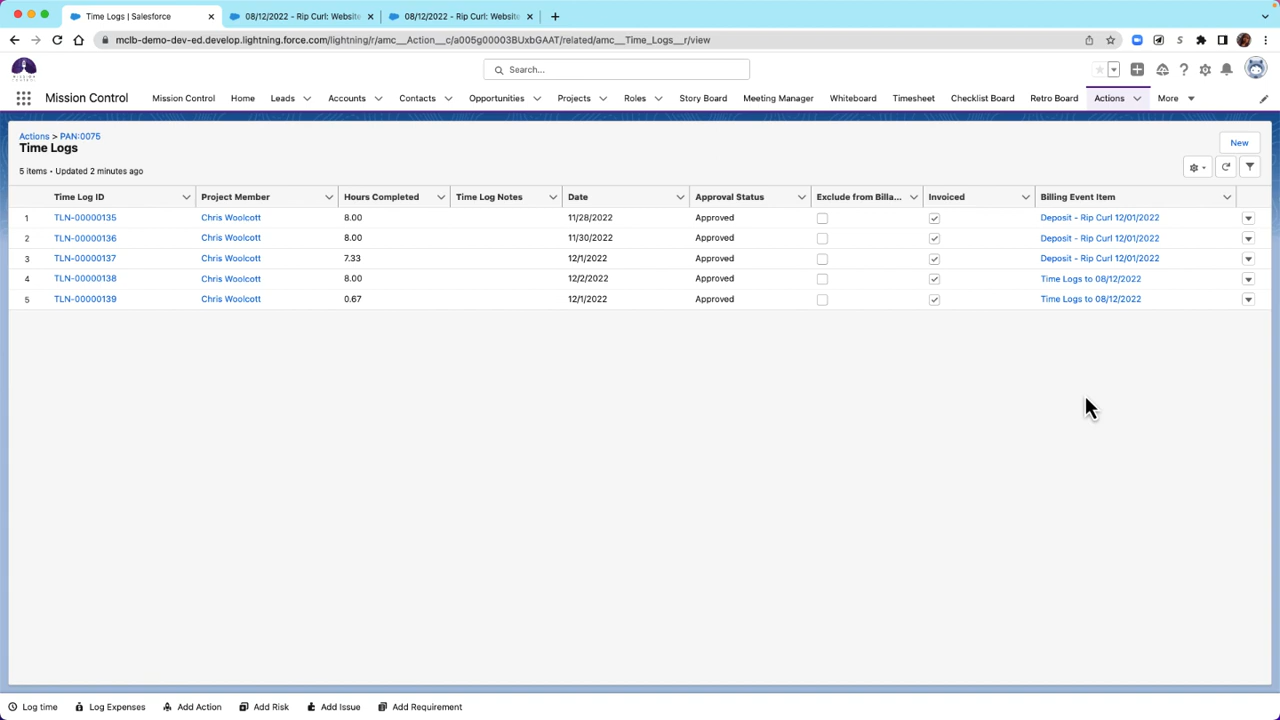 Time Logs | Salesforce
08/12/2022 - Rip Curl: Website
08/12/2022 - Rip Curl: Website
mclb-demo-dev-ed.develop.lightning.force.com/lightning/r/amc__Action__c/a005g00003BUxbGAAT/related/amc__Time_Logs__r/view
Search...
Mission Control Mission Control Home Leads Accounts Contacts Opportunities Projects Roles Story Board Meeting Manager Whiteboard Timesheet Checklist Board Retro Board Actions More
Actions > PAN:0075
Time Logs
New
5 items • Updated 2 minutes ago
Time Log ID Project Member Hours Completed Time Log Notes Date Approval Status Exclude from Billa... Invoiced Billing Event Item
1 TLN-00000135 Chris Woolcott 8.00 11/28/2022 Approved Deposit - Rip Curl 12/01/2022
2 TLN-00000136 Chris Woolcott 8.00 11/30/2022 Approved Deposit - Rip Curl 12/01/2022
3 TLN-00000137 Chris Woolcott 7.33 12/1/2022 Approved Deposit - Rip Curl 12/01/2022
4 TLN-00000138 Chris Woolcott 8.00 12/2/2022 Approved Time Logs to 08/12/2022
5 TLN-00000139 Chris Woolcott 0.67 12/1/2022 Approved Time Logs to 08/12/2022
Log time Log Expenses Add Action Add Risk Add Issue Add Requirement